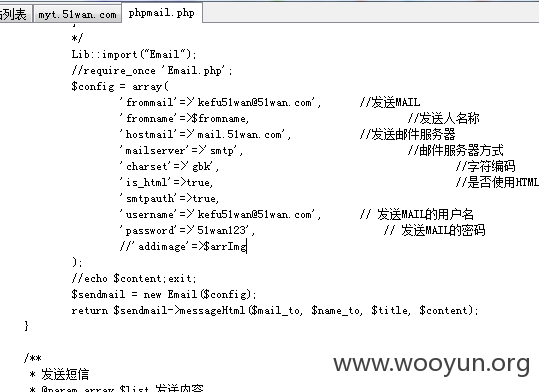 站列表 myt.51wan.com phpmail.php
}
*/
Lib::import("Email");
//require_once 'Email.php';
$config = array(
'frommail'=>'kefu51wan@51wan.com', //发送MAIL
'fromname'=>$fromname, //发送人名称
'hostmail'=>'mail.51wan.com', //发送邮件服务器
'mailserver'=>'smtp', //邮件服务器方式
'charset'=>'gbk', //字符编码
'is_html'=>true, //是否使用HTML
'smtpauth'=>true,
'username'=>'kefu51wan@51wan.com', // 发送MAIL的用户名
'password'=>'51wan123', // 发送MAIL的密码
//'addimage'=>$arrImg
);
//echo $content;exit;
$sendmail = new Email($config);
return $sendmail->messageHtml($mail_to, $name_to, $title, $content);
}
/**
* 发送短信
* @param array $list 发送内容
www.wooyun.org